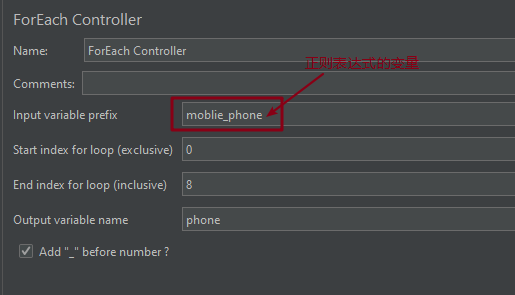 ForEach Controller
Name: ForEach Controller
正则表达式的变量
Comments:
Input variable prefix moblie_phone
Start index for loop (exclusive) 0
End index for loop (inclusive) 8
Output variable name phone
Add "_" before number ?